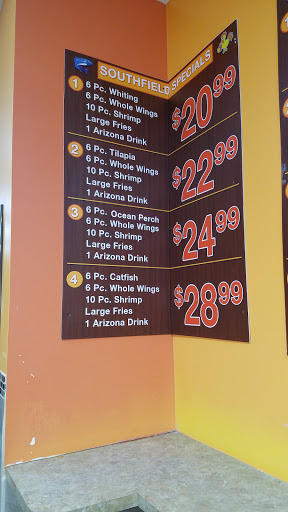 SOUTHFIELD SPECIALS
1 6 Pc. Whiting
6 Pc. Whole Wings
10 Pc. Shrimp
Large Fries
1 Arizona Drink
$20.99
2 6 Pc. Tilapia
6 Pc. Whole Wings
10 Pc. Shrimp
Large Fries
1 Arizona Drink
$22.99
3 6 Pc. Ocean Perch
6 Pc. Whole Wings
10 Pc. Shrimp
Large Fries
1 Arizona Drink
$24.99
4 6 Pc. Catfish
6 Pc. Whole Wings
10 Pc. Shrimp
Large Fries
1 Arizona Drink
$28.99